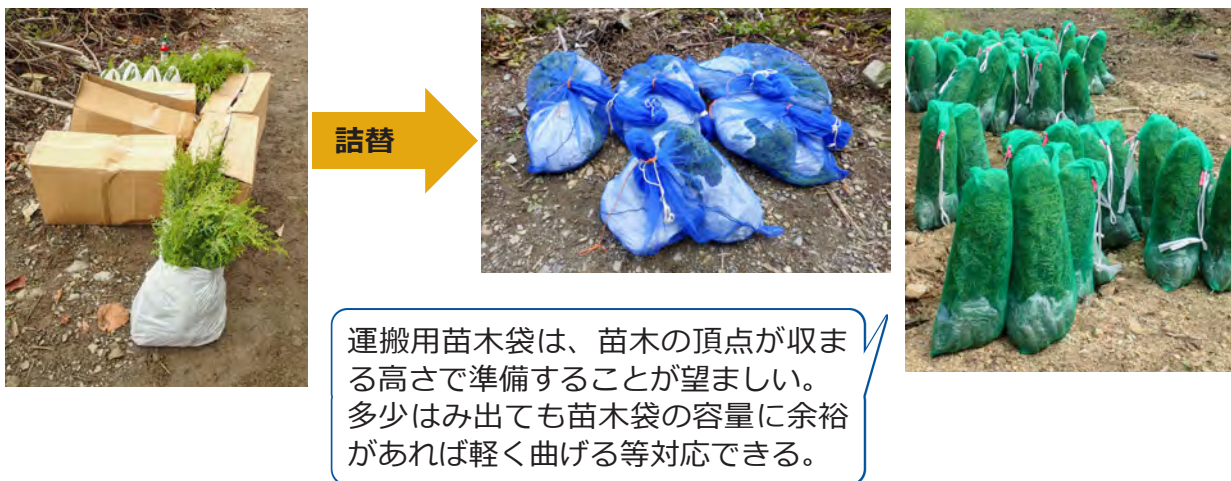 詰替
運搬用苗木袋は、苗木の頂点が収ま
る高さで準備することが望ましい。
多少はみ出ても苗木袋の容量に余裕
があれば軽く曲げる等対応できる。